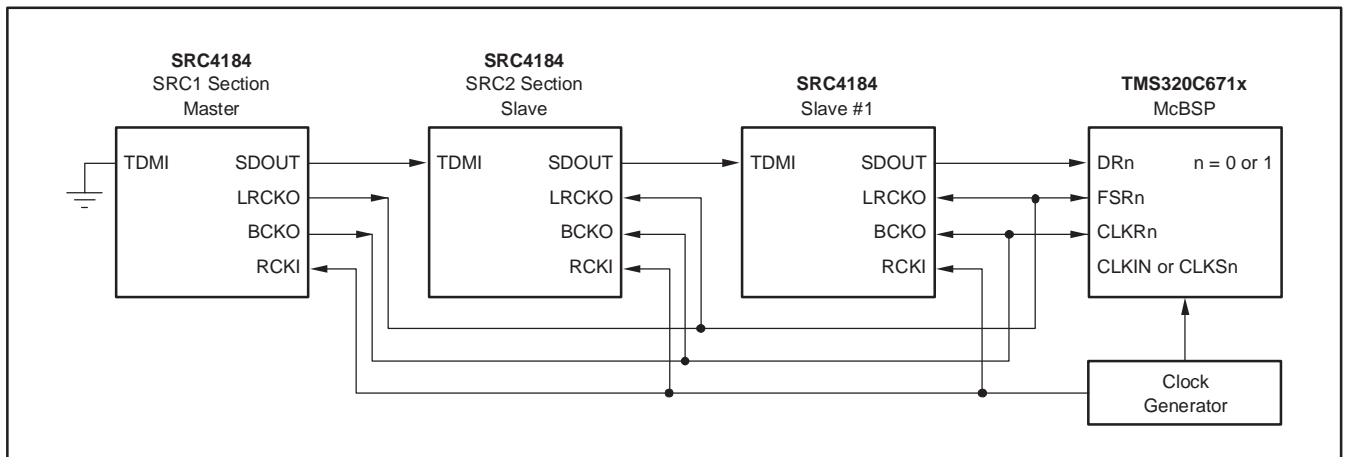 SRC4184
SRC1 Section
Master
TDMI
SDOUT
LRCKO
BCKO
RCKI
SRC4184
SRC2 Section
Slave
TDMI
SDOUT
LRCKO
BCKO
RCKI
SRC4184
Slave #1
TDMI
SDOUT
LRCKO
BCKO
RCKI
TMS320C671x
McBSP
DRn n = 0 or 1
FSRn
CLKRn
CLKIN or CLKSn
Clock
Generator